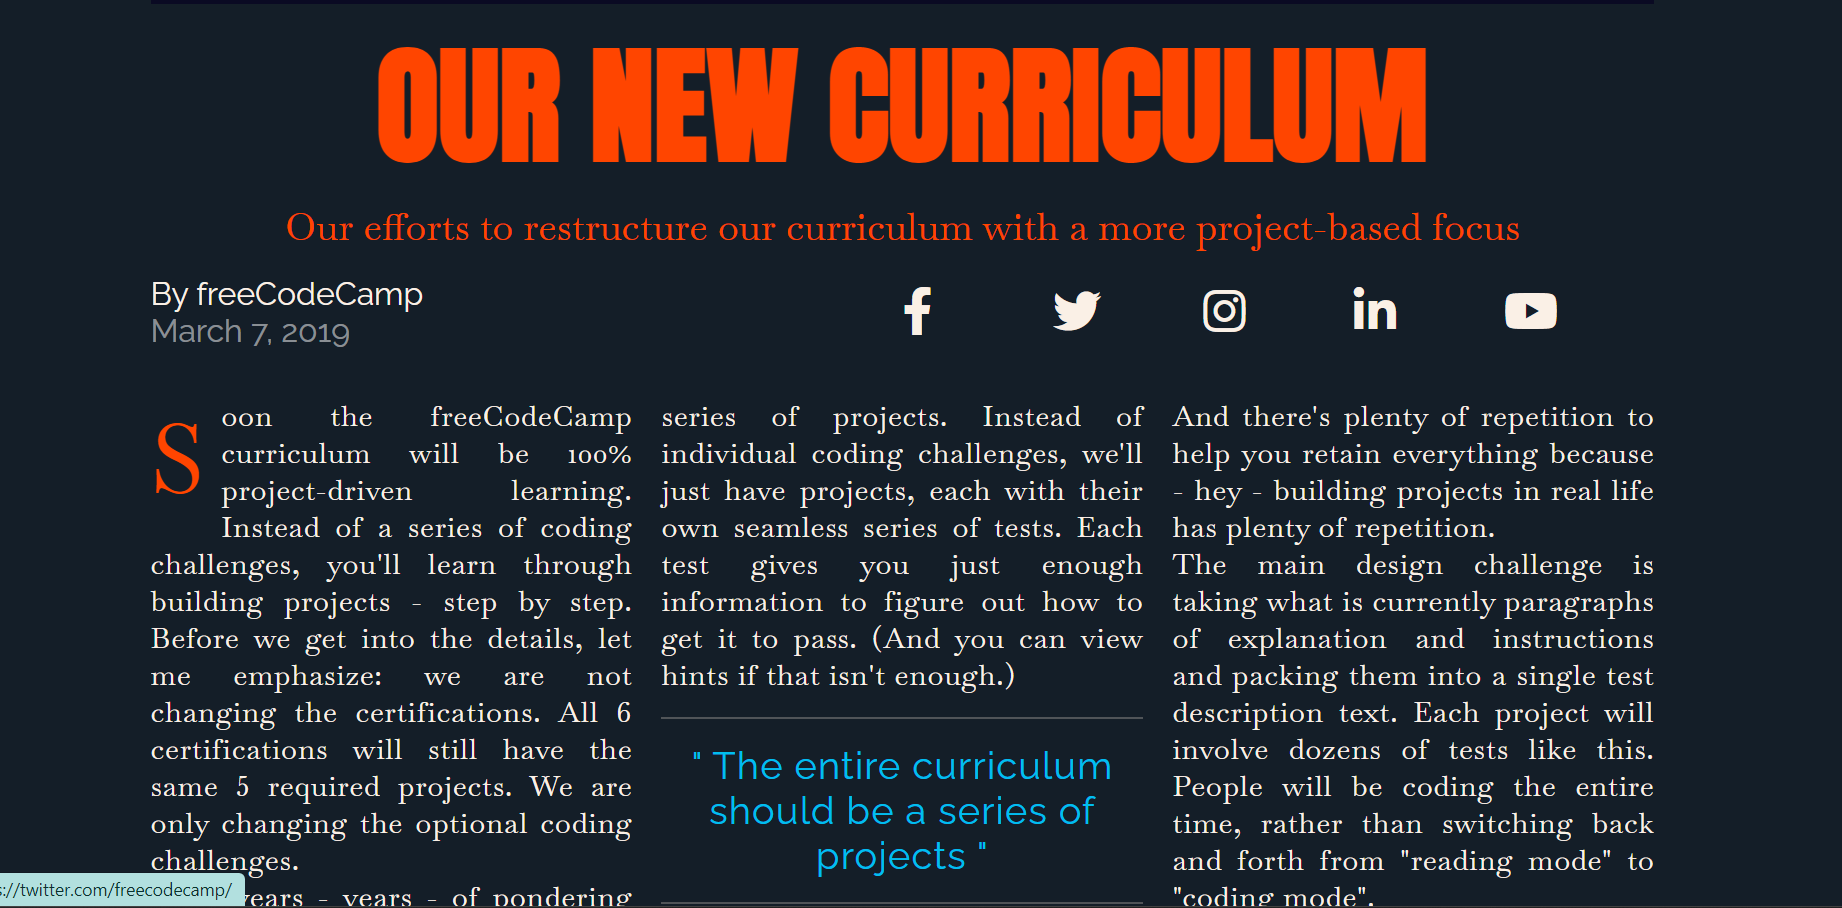 OUR NEW CURRICULUM
Our efforts to restructure our curriculum with a more project-based focus
By freeCodeCamp
March 7, 2019
Soon the freeCodeCamp
curriculum will be 100%
project-driven learning.
Instead of a series of coding
challenges, you'll learn through
building projects - step by step.
Before we get into the details, let
me emphasize: we are not
changing the certifications. All 6
certifications will still have the
same 5 required projects. We are
only changing the optional coding
challenges.
years - years - of pondering
series of projects. Instead of
individual coding challenges, we'll
just have projects, each with their
own seamless series of tests. Each
test gives you just enough
information to figure out how to
get it to pass. (And you can view
hints if that isn't enough.)
" The entire curriculum
should be a series of
projects "
And there's plenty of repetition to
help you retain everything because
- hey - building projects in real life
has plenty of repetition.
The main design challenge is
taking what is currently paragraphs
of explanation and instructions
and packing them into a single test
description text. Each project will
involve dozens of tests like this.
People will be coding the entire
time, rather than switching back
and forth from "reading mode" to
"coding mode".
s://twitter.com/freecodecamp/